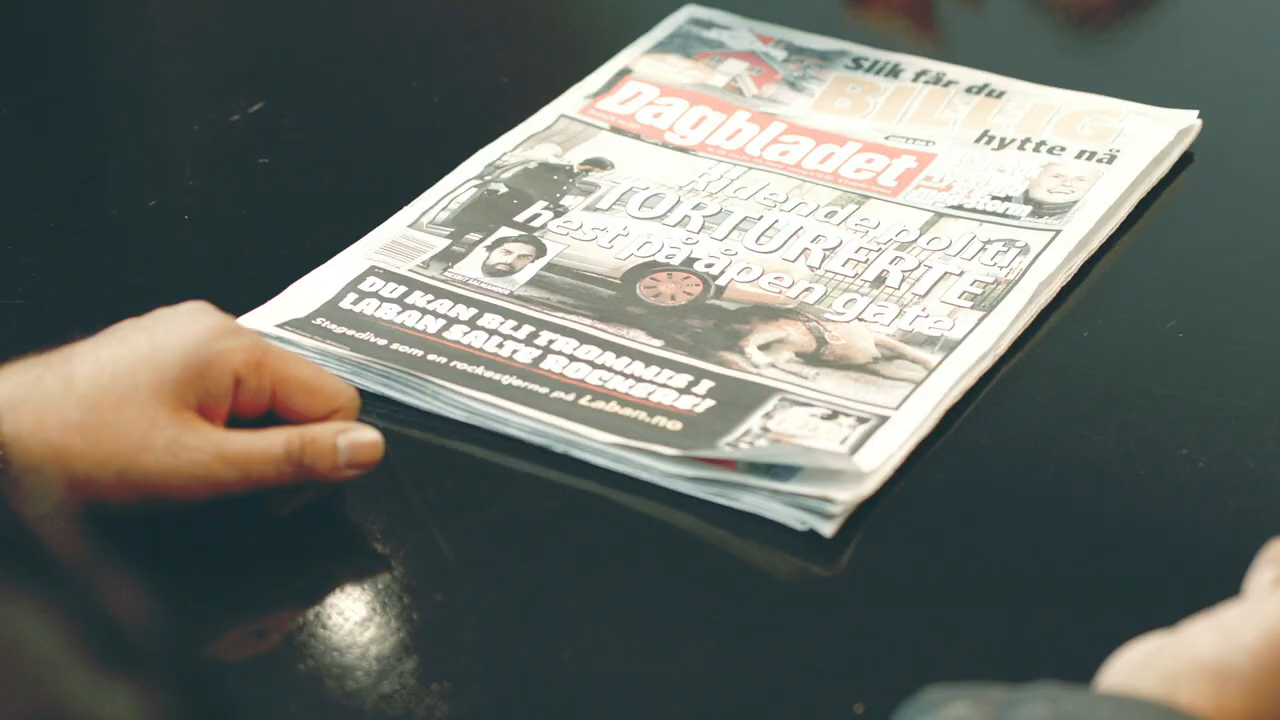 Slik får du
BILLIG
hytte nå
Dagbladet
Ridende politi
TORTURERTE
hest på åpen gate
DU KAN BLI TROMMIS I
LABAN SALTE ROCKERE!
Stagedive som en rockestjerne på Laban.no